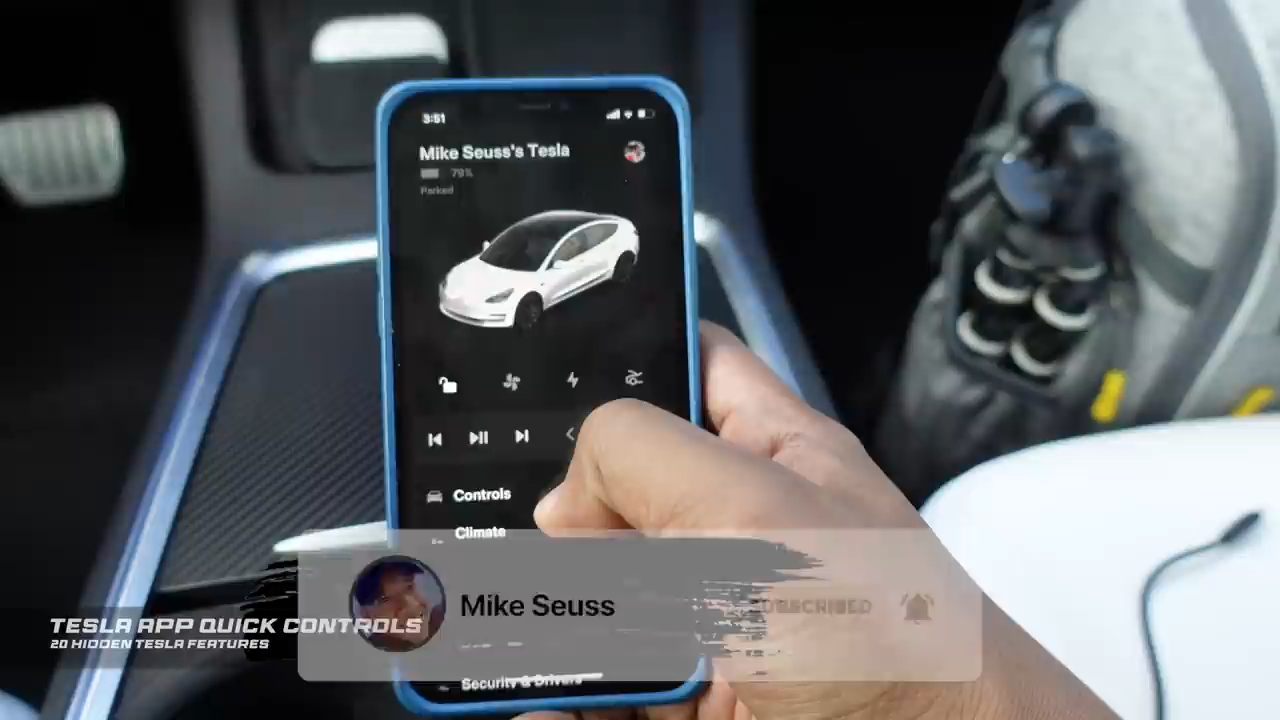 3:51
Mike Seuss's Tesla
79%
Parked
Controls
Climate
Mike Seuss
TESLA APP QUICK CONTROLS
20 HIDDEN TESLA FEATURES
Security & Drivers